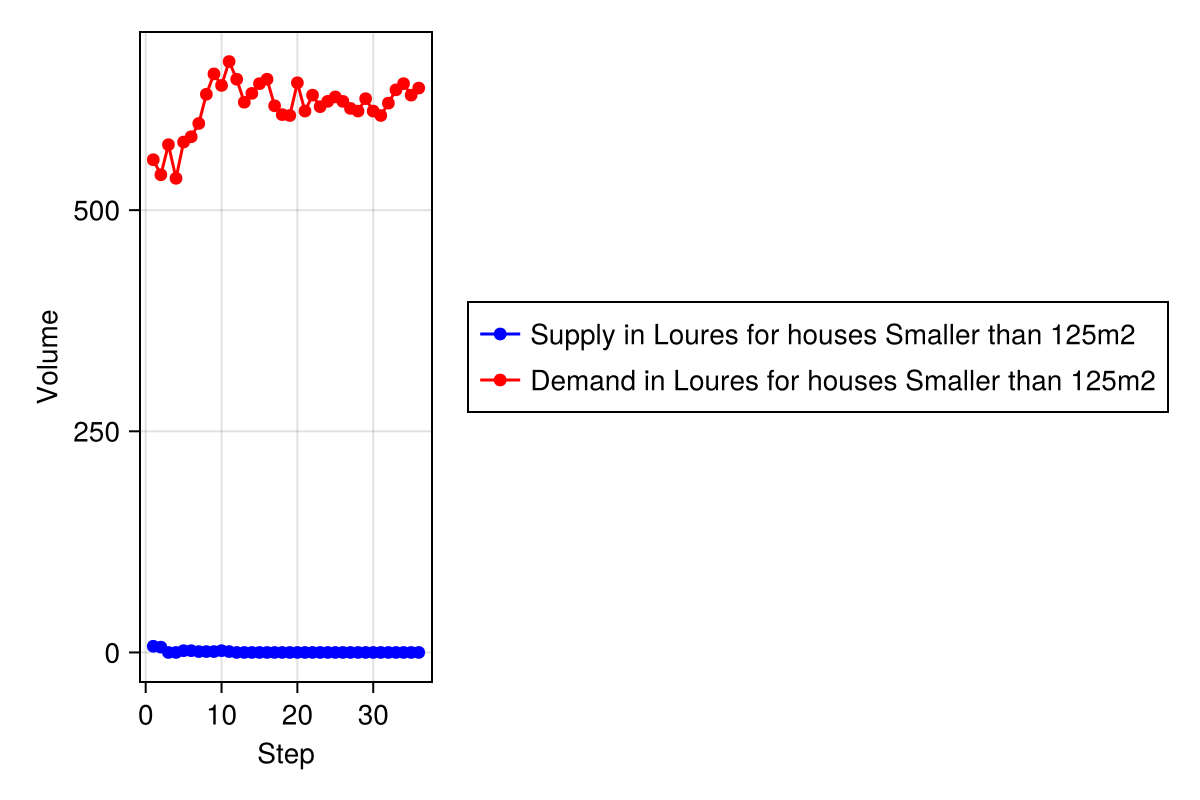 500
250
0
Volume
0 10 20 30
Step
Supply in Loures for houses Smaller than 125m2
Demand in Loures for houses Smaller than 125m2